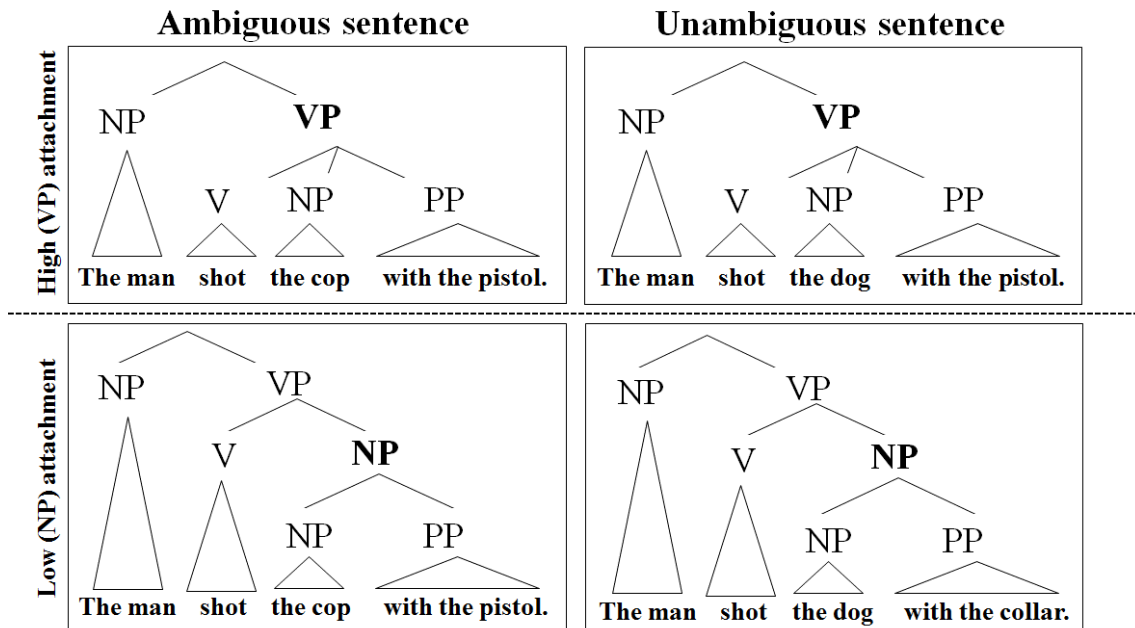 Ambiguous sentence
Unambiguous sentence
High (VP) attachment
NP VP
V NP PP
The man shot the cop with the pistol.
NP VP
V NP PP
The man shot the dog with the pistol.
Low (NP) attachment
NP VP
V NP
NP PP
The man shot the cop with the pistol.
NP VP
V NP
NP PP
The man shot the dog with the collar.